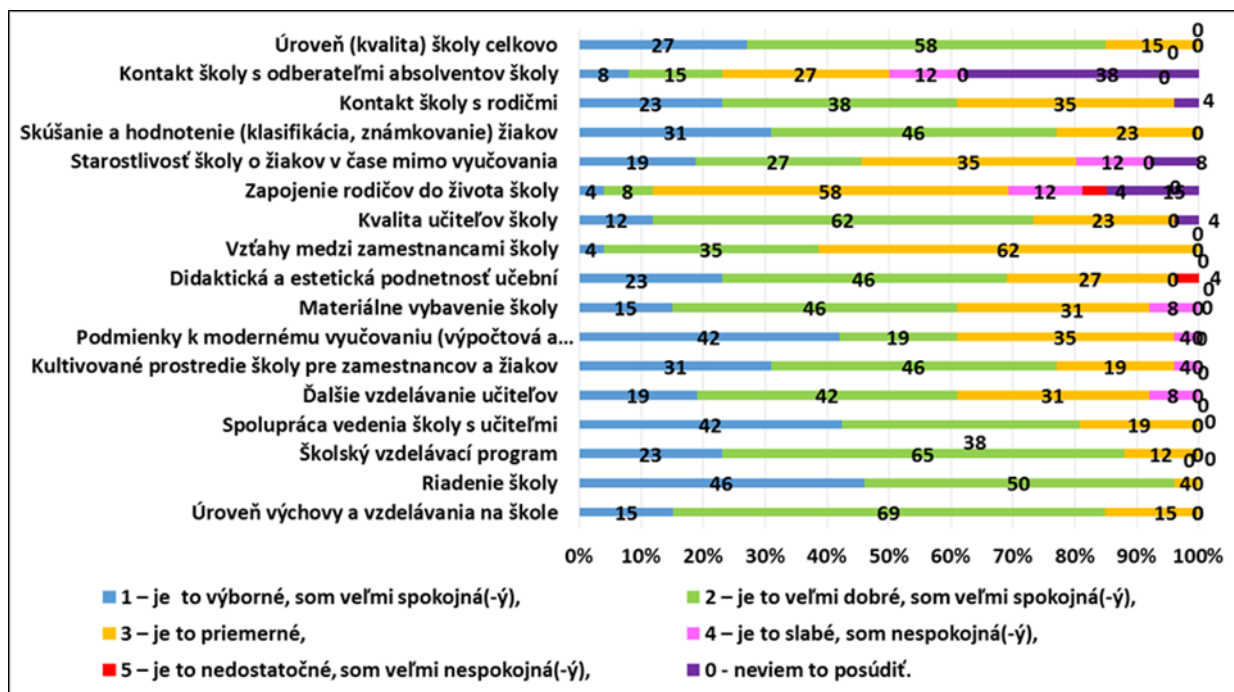 0
Úroveň (kvalita) školy celkovo 27 58 15 0 0
Kontakt školy s odberateľmi absolventov školy 8 15 27 12 0 38 0
Kontakt školy s rodičmi 23 38 35 4
Skúšanie a hodnotenie (klasifikácia, známkovanie) žiakov 31 46 23 0
Starostlivosť školy o žiakov v čase mimo vyučovania 19 27 35 12 0 8
Zapojenie rodičov do života školy 4 8 58 12 4 0 15
Kvalita učiteľov školy 12 62 23 0 4
0
Vzťahy medzi zamestnancami školy 4 35 62 0
0
Didaktická a estetická podnetnosť učební 23 46 27 0 4
0
Materiálne vybavenie školy 15 46 31 8 0 0
Podmienky k modernému vyučovaniu (výpočtová a... 42 19 35 4 0 0
Kultivované prostredie školy pre zamestnancov a žiakov 31 46 19 4 0 0
Ďalšie vzdelávanie učiteľov 19 42 31 8 0
0
Spolupráca vedenia školy s učiteľmi 42 19 0 0
38
Školský vzdelávací program 23 65 12 0 0 0
Riadenie školy 46 50 4 0
Úroveň výchovy a vzdelávania na škole 15 69 15 0
0% 10% 20% 30% 40% 50% 60% 70% 80% 90% 100%
1 – je to výborné, som veľmi spokojná(-ý),
2 – je to veľmi dobré, som veľmi spokojná(-ý),
3 – je to priemerné,
4 – je to slabé, som nespokojná(-ý),
5 – je to nedostatočné, som veľmi nespokojná(-ý),
0 - neviem to posúdiť.